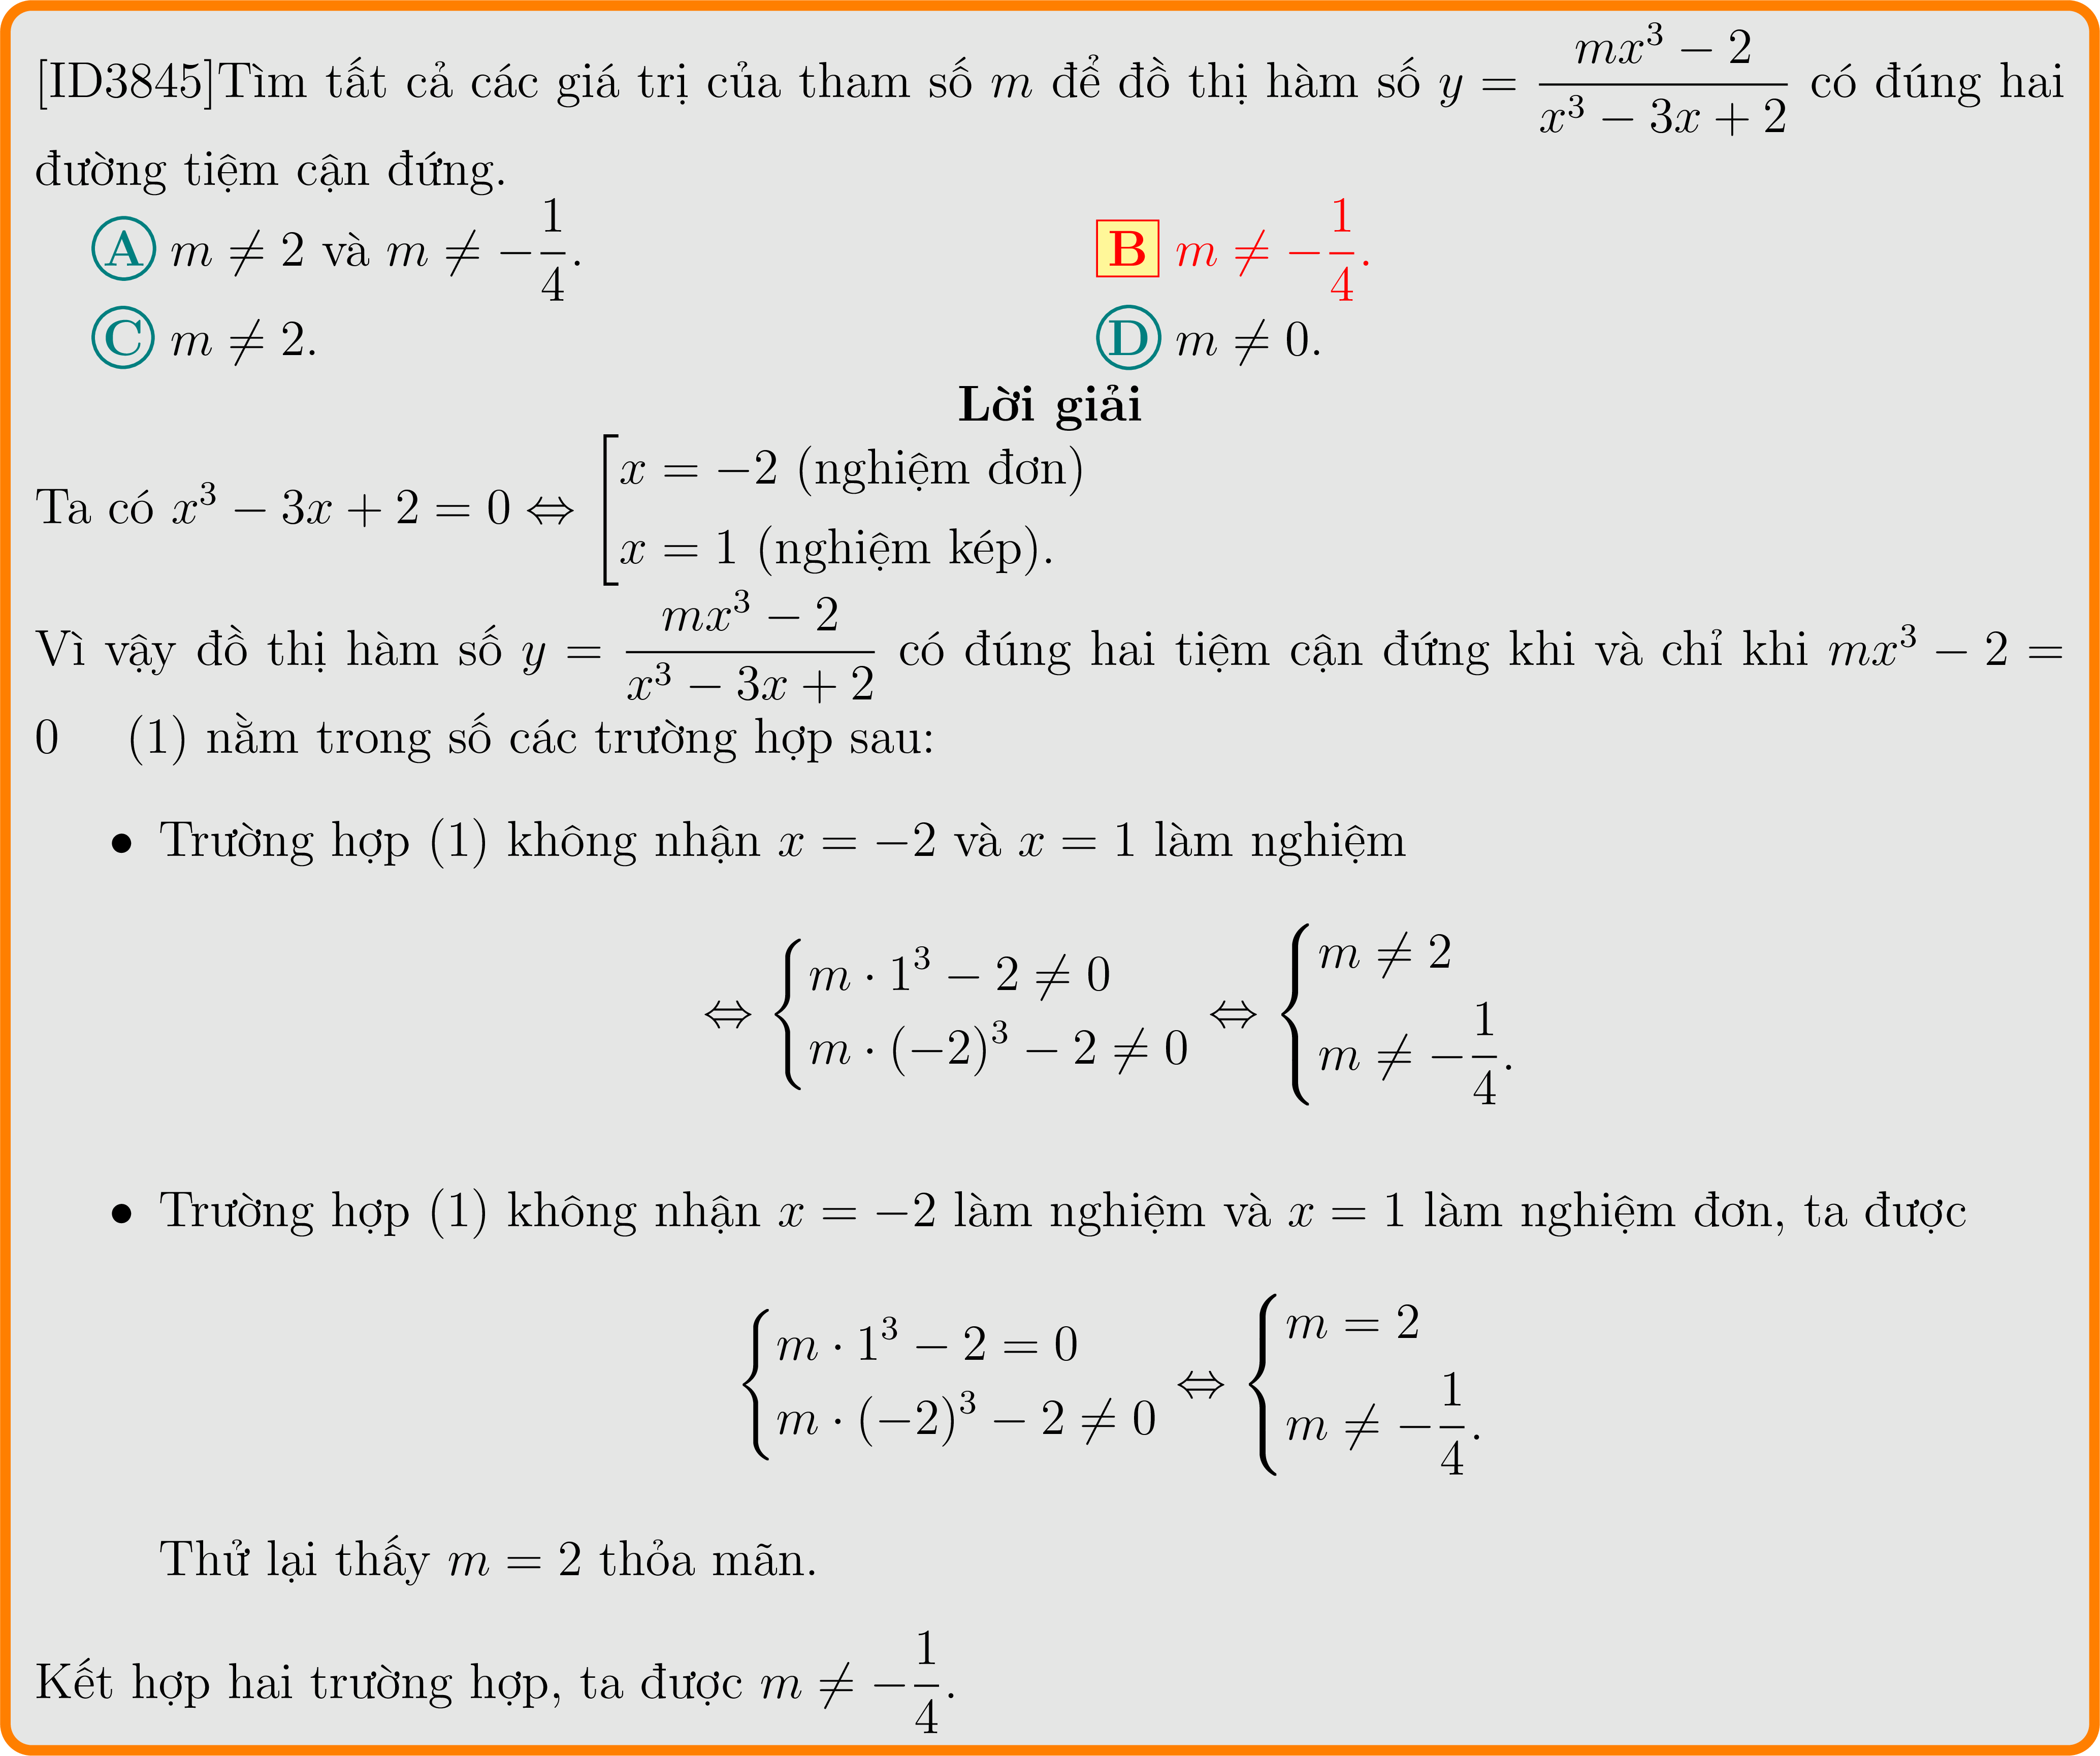 [ID3845]Tìm tất cả các giá trị của tham số $m$ để đồ thị hàm số $y = \dfrac{mx^3 - 2}{x^3 - 3x + 2}$ có đúng hai
đường tiệm cận đứng.
A $m \neq 2$ và $m \neq -\dfrac{1}{4}$. B $m \neq -\dfrac{1}{4}$.
C $m \neq 2$. D $m \neq 0$.
Lời giải
Ta có $x^3 - 3x + 2 = 0 \Leftrightarrow \left[\begin{array}{l} x = -2 \text{ (nghiệm đơn)} \\ x = 1 \text{ (nghiệm kép).} \end{array}\right.$
Vì vậy đồ thị hàm số $y = \dfrac{mx^3 - 2}{x^3 - 3x + 2}$ có đúng hai tiệm cận đứng khi và chỉ khi $mx^3 - 2 =$
$0$ (1) nằm trong số các trường hợp sau:
• Trường hợp (1) không nhận $x = -2$ và $x = 1$ làm nghiệm
$\Leftrightarrow \begin{cases} m \cdot 1^3 - 2 \neq 0 \\ m \cdot (-2)^3 - 2 \neq 0 \end{cases} \Leftrightarrow \begin{cases} m \neq 2 \\ m \neq -\dfrac{1}{4}. \end{cases}$
• Trường hợp (1) không nhận $x = -2$ làm nghiệm và $x = 1$ làm nghiệm đơn, ta được
$\begin{cases} m \cdot 1^3 - 2 = 0 \\ m \cdot (-2)^3 - 2 \neq 0 \end{cases} \Leftrightarrow \begin{cases} m = 2 \\ m \neq -\dfrac{1}{4}. \end{cases}$
Thử lại thấy $m = 2$ thỏa mãn.
Kết hợp hai trường hợp, ta được $m \neq -\dfrac{1}{4}$.